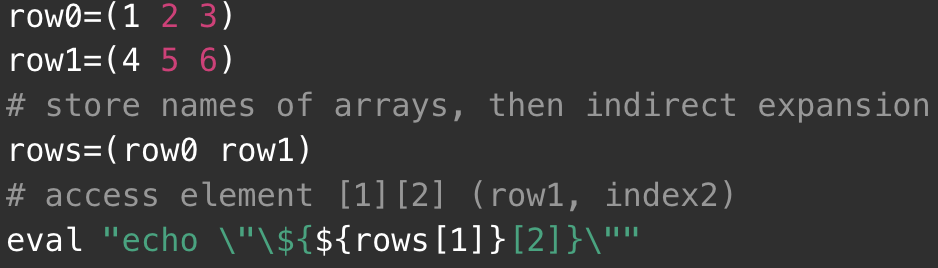 row0=(1 2 3)
row1=(4 5 6)
# store names of arrays, then indirect expansion
rows=(row0 row1)
# access element [1][2] (row1, index2)
eval "echo \"\${${rows[1]}[2]}\""